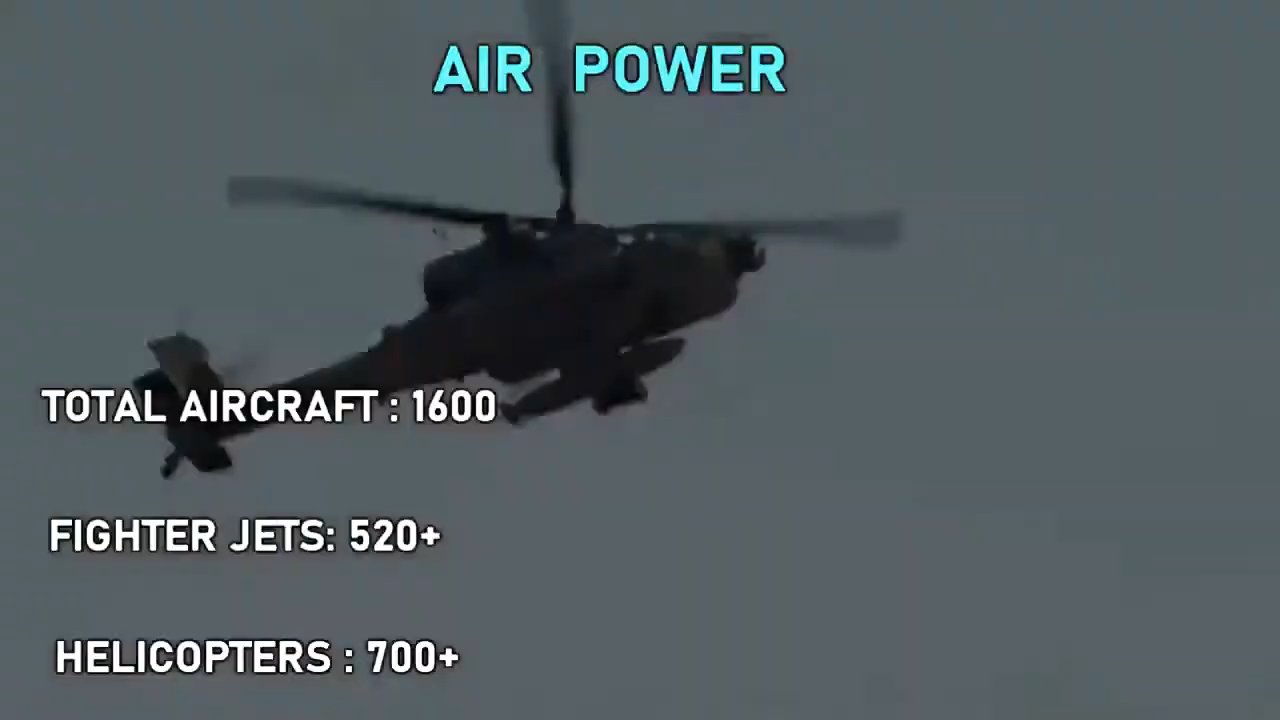 AIR POWER
TOTAL AIRCRAFT : 1600
FIGHTER JETS: 520+
HELICOPTERS : 700+